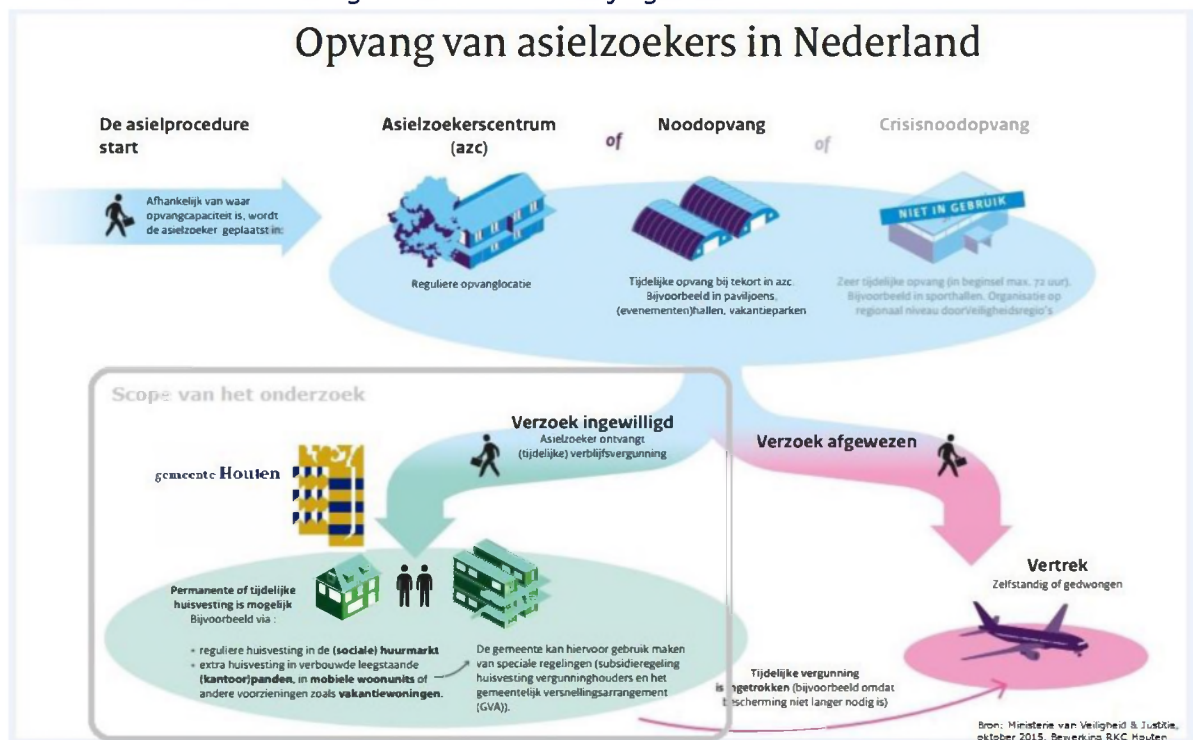 Opvang van asielzoekers in Nederland
De asielprocedure
start
Afhankelijk van waar
opvangcapaciteit is, wordt
de asielzoeker geplaatst in:
Asielzoekerscentrum
(azc)
Reguliere opvanglocatie
of
Noodopvang
Tijdelijke opvang bij tekort in azc.
Bijvoorbeeld in paviljoens,
(evenementen)hallen, vakantieparken
of
Crisisnoodopvang
NIET IN GEBRUIK
Zeer tijdelijke opvang (in beginsel max. 72 uur).
Bijvoorbeeld in sporthallen. Organisatie op
regionaal niveau doorVeiligheidsregio's
Scope van het onderzoek
gemeente Houten
Verzoek ingewilligd
Asielzoeker ontvangt
(tijdelijke) verblijfsvergunning
Verzoek afgewezen
Permanente of tijdelijke
huisvesting is mogelijk
Bijvoorbeeld via :
• reguliere huisvesting in de (sociale) huurmarkt
• extra huisvesting in verbouwde leegstaande
(kantoor)panden, in mobiele woonunits of
andere voorzieningen zoals vakantiewoningen.
De gemeente kan hiervoor gebruik maken
van speciale regelingen (subsidieregeling
huisvesting vergunninghouders en het
gemeentelijk versnellingsarrangement
(GVA)).
Vertrek
Zelfstandig of gedwongen
Tijdelijke vergunning
is ingetrokken (bijvoorbeeld omdat
bescherming niet langer nodig is)
Bron: Ministerie van Veiligheid & Justitie,
oktober 2015. Bewerking RKC Houten